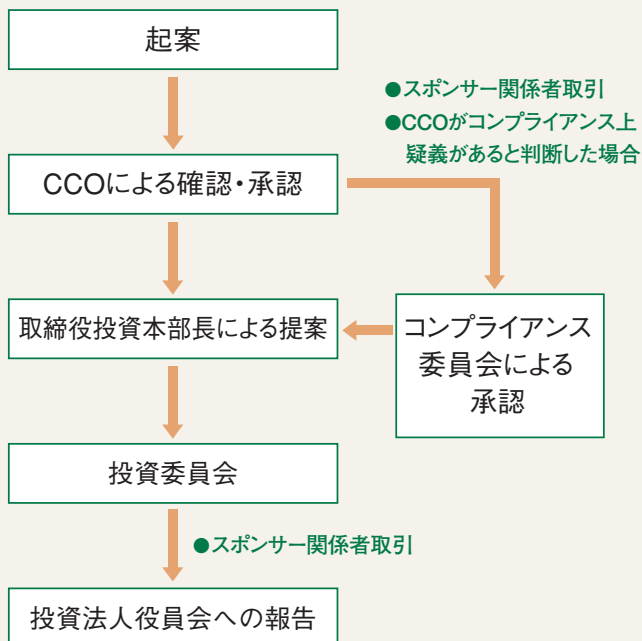 起案
●スポンサー関係者取引
●CCOがコンプライアンス上
疑義があると判断した場合
CCOによる確認・承認
取締役投資本部長による提案
コンプライアンス
委員会による
承認
投資委員会
●スポンサー関係者取引
投資法人役員会への報告